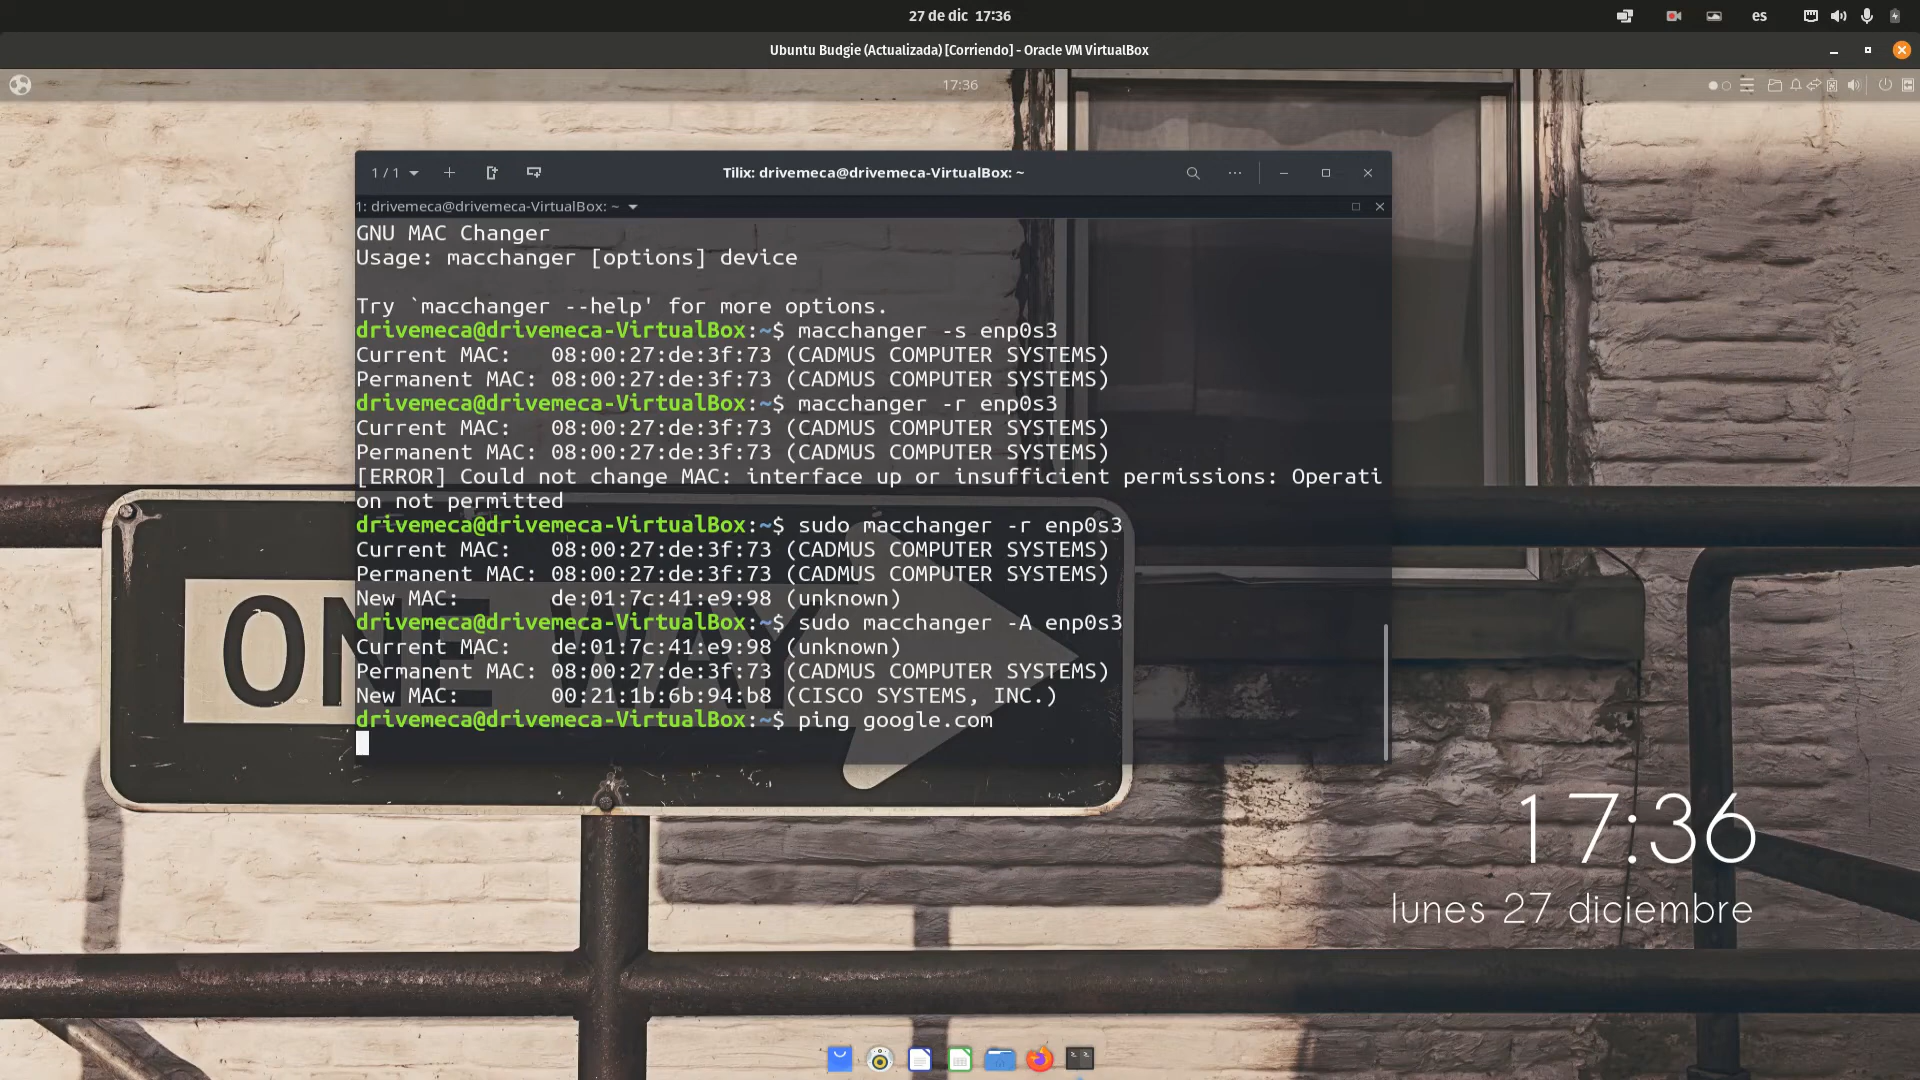 27 de dic 17:36
es
Ubuntu Budgie (Actualizada) [Corriendo] - Oracle VM VirtualBox
17:36
1 / 1
Tilix: drivemeca@drivemeca-VirtualBox: ~
1: drivemeca@drivemeca-VirtualBox: ~
GNU MAC Changer
Usage: macchanger [options] device
Try `macchanger --help' for more options.
drivemeca@drivemeca-VirtualBox:~$ macchanger -s enp0s3
Current MAC:   08:00:27:de:3f:73 (CADMUS COMPUTER SYSTEMS)
Permanent MAC: 08:00:27:de:3f:73 (CADMUS COMPUTER SYSTEMS)
drivemeca@drivemeca-VirtualBox:~$ macchanger -r enp0s3
Current MAC:   08:00:27:de:3f:73 (CADMUS COMPUTER SYSTEMS)
Permanent MAC: 08:00:27:de:3f:73 (CADMUS COMPUTER SYSTEMS)
[ERROR] Could not change MAC: interface up or insufficient permissions: Operati
on not permitted
drivemeca@drivemeca-VirtualBox:~$ sudo macchanger -r enp0s3
Current MAC:   08:00:27:de:3f:73 (CADMUS COMPUTER SYSTEMS)
Permanent MAC: 08:00:27:de:3f:73 (CADMUS COMPUTER SYSTEMS)
New MAC:       de:01:7c:41:e9:98 (unknown)
drivemeca@drivemeca-VirtualBox:~$ sudo macchanger -A enp0s3
Current MAC:   de:01:7c:41:e9:98 (unknown)
Permanent MAC: 08:00:27:de:3f:73 (CADMUS COMPUTER SYSTEMS)
New MAC:       00:21:1b:6b:94:b8 (CISCO SYSTEMS, INC.)
drivemeca@drivemeca-VirtualBox:~$ ping google.com
ONE WAY
17:36
lunes 27 diciembre